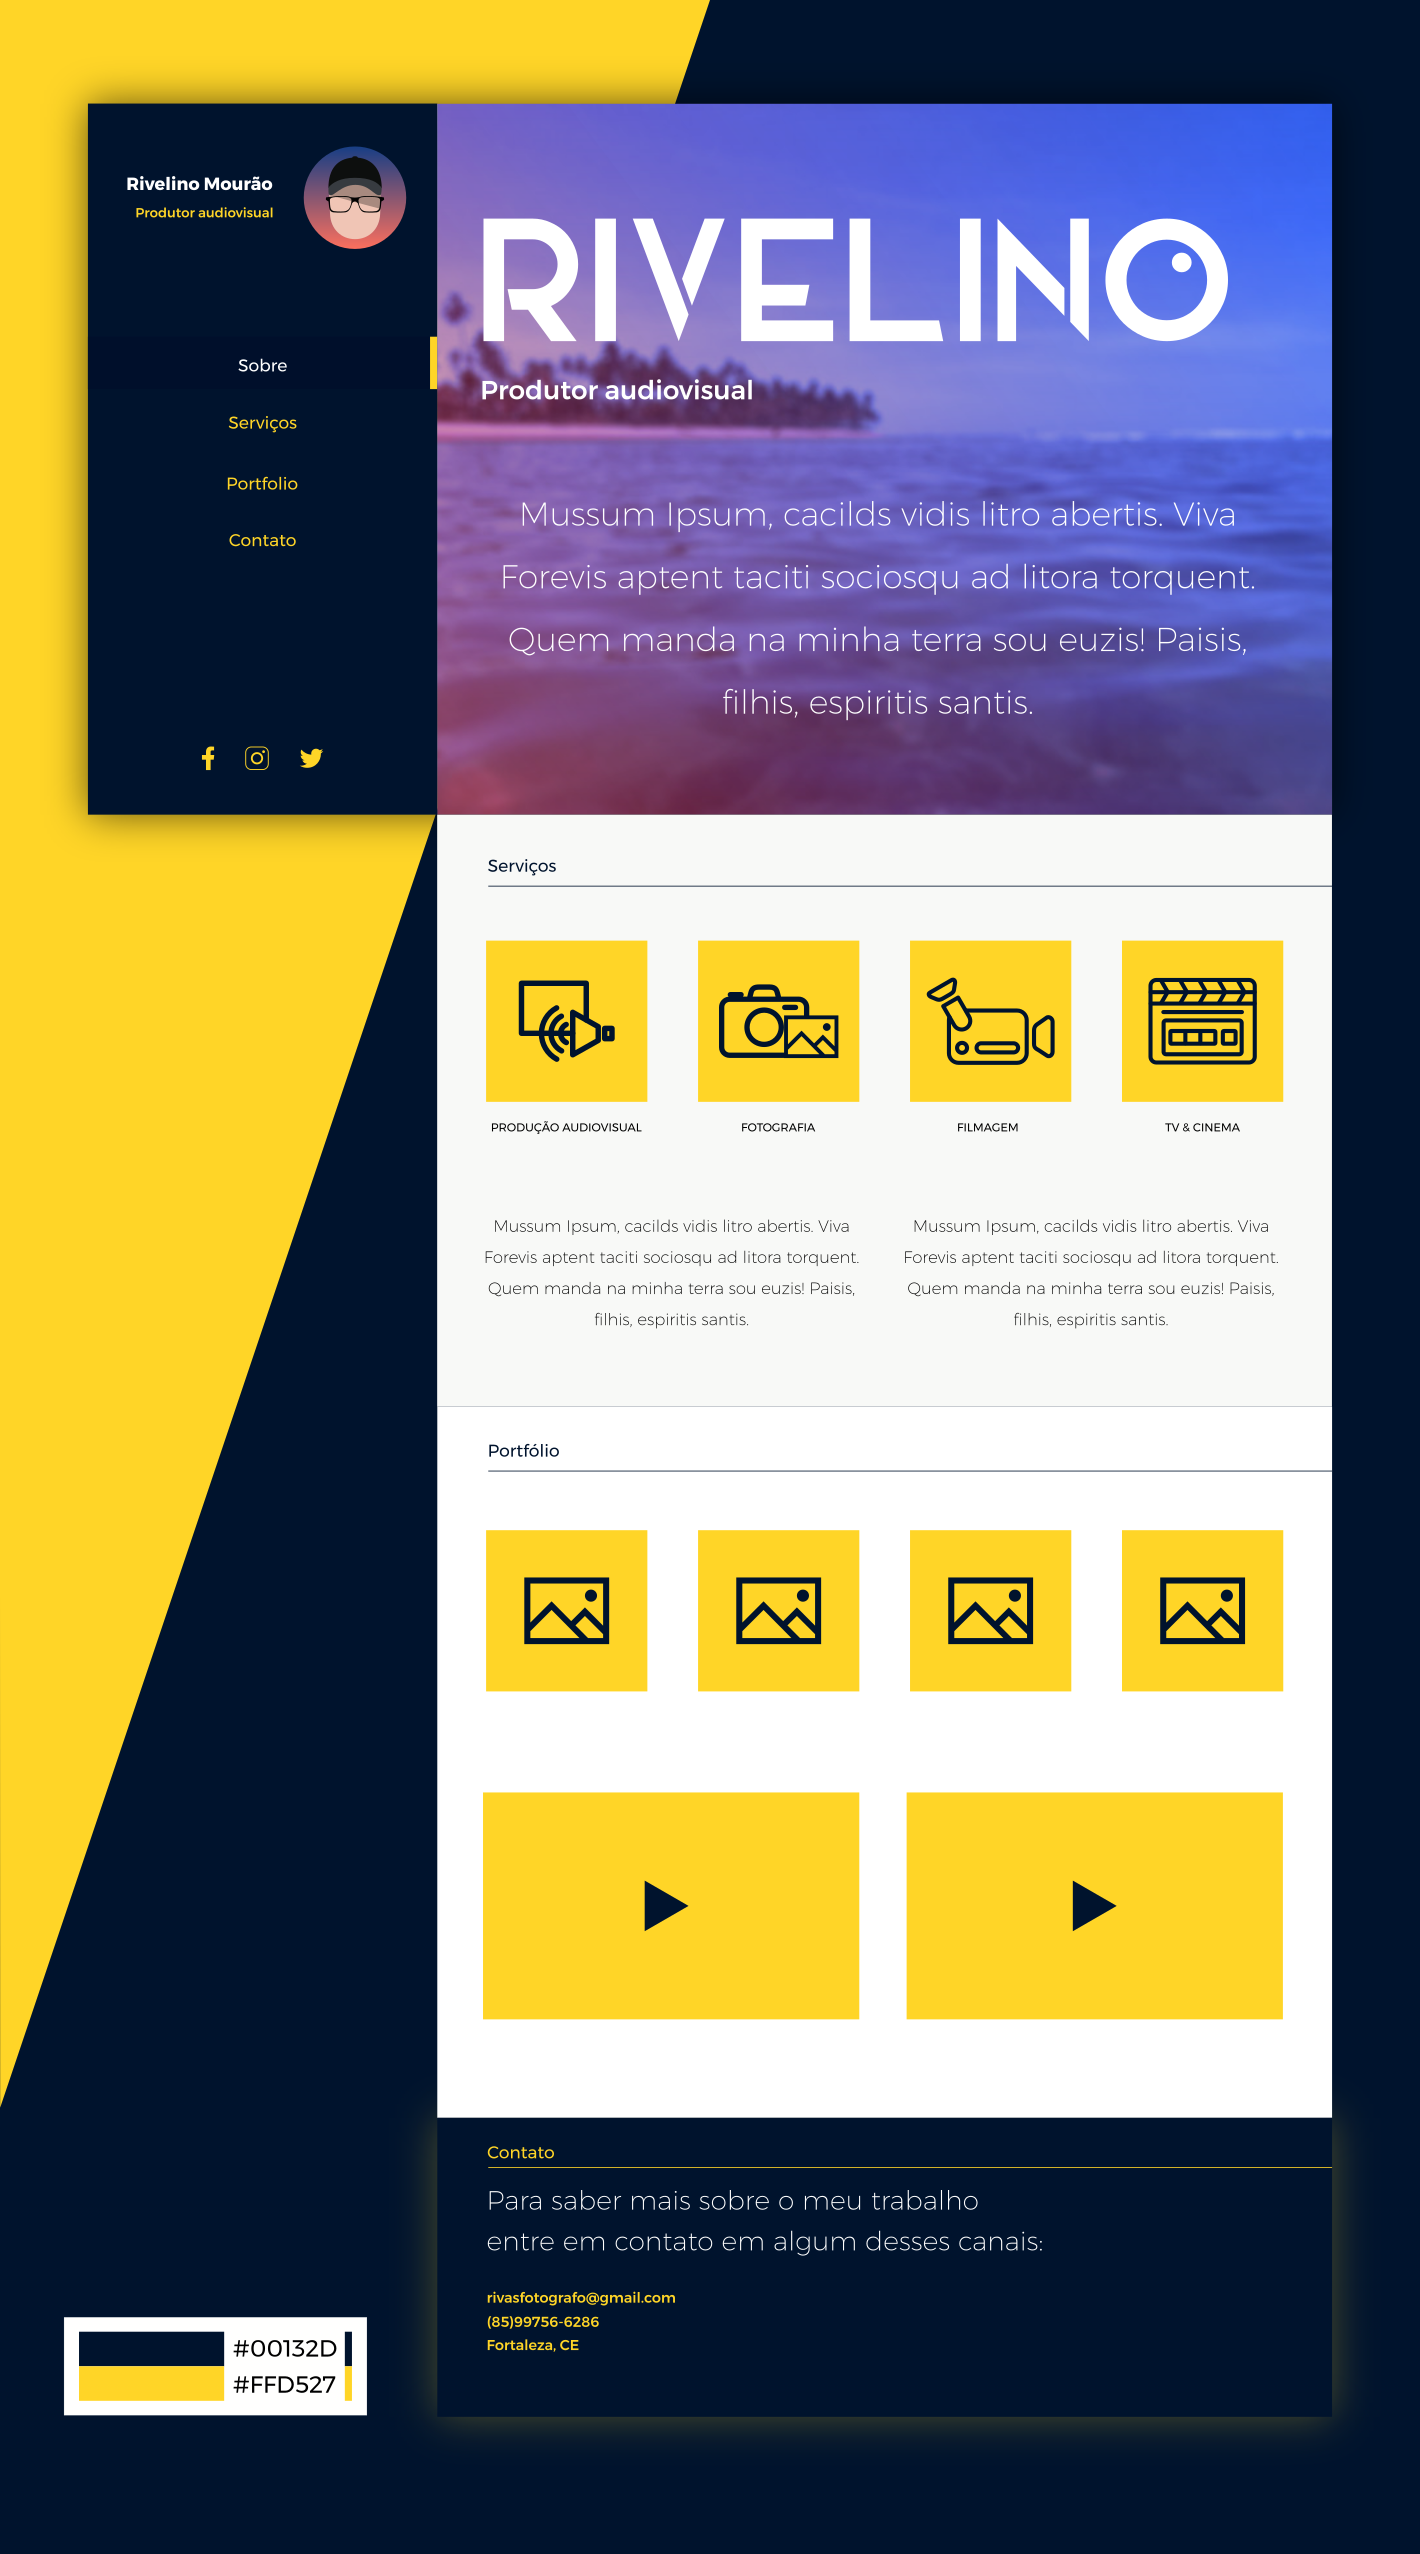 Rivelino Mourão
Produtor audiovisual
Sobre
Serviços
Portfolio
Contato
RIVELINO
Produtor audiovisual
Mussum Ipsum, cacilds vidis litro abertis. Viva
Forevis aptent taciti sociosqu ad litora torquent.
Quem manda na minha terra sou euzis! Paisis,
filhis, espiritis santis.
Serviços
PRODUÇÃO AUDIOVISUAL
FOTOGRAFIA
FILMAGEM
TV & CINEMA
Mussum Ipsum, cacilds vidis litro abertis. Viva
Forevis aptent taciti sociosqu ad litora torquent.
Quem manda na minha terra sou euzis! Paisis,
filhis, espiritis santis.
Mussum Ipsum, cacilds vidis litro abertis. Viva
Forevis aptent taciti sociosqu ad litora torquent.
Quem manda na minha terra sou euzis! Paisis,
filhis, espiritis santis.
Portfólio
Contato
Para saber mais sobre o meu trabalho
entre em contato em algum desses canais:
rivasfotografo@gmail.com
(85)99756-6286
Fortaleza, CE
#00132D
#FFD527